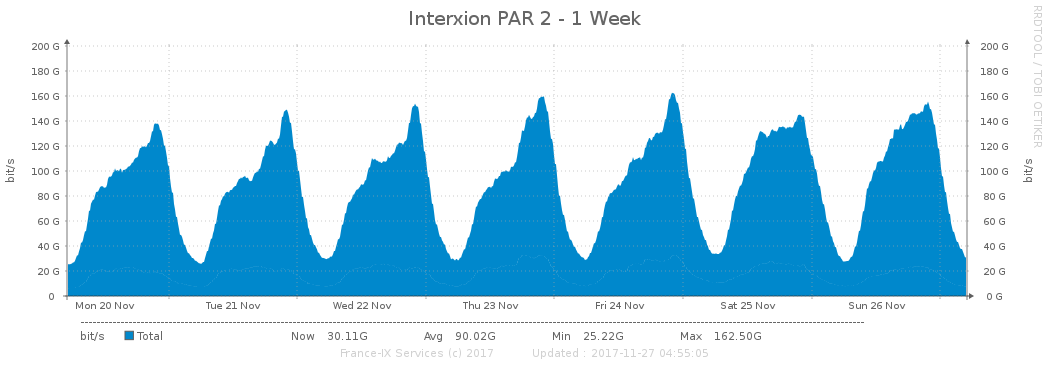 Interxion PAR 2 - 1 Week
RRDTOOL / TOBI OETIKER
bit/s
200 G
180 G
160 G
140 G
120 G
100 G
80 G
60 G
40 G
20 G
0
200 G
180 G
160 G
140 G
120 G
100 G
80 G
60 G
40 G
20 G
0 G
bit/s
Mon 20 Nov Tue 21 Nov Wed 22 Nov Thu 23 Nov Fri 24 Nov Sat 25 Nov Sun 26 Nov
bit/s Total Now 30.11G Avg 90.02G Min 25.22G Max 162.50G
France-IX Services (c) 2017 Updated : 2017-11-27 04:55:05